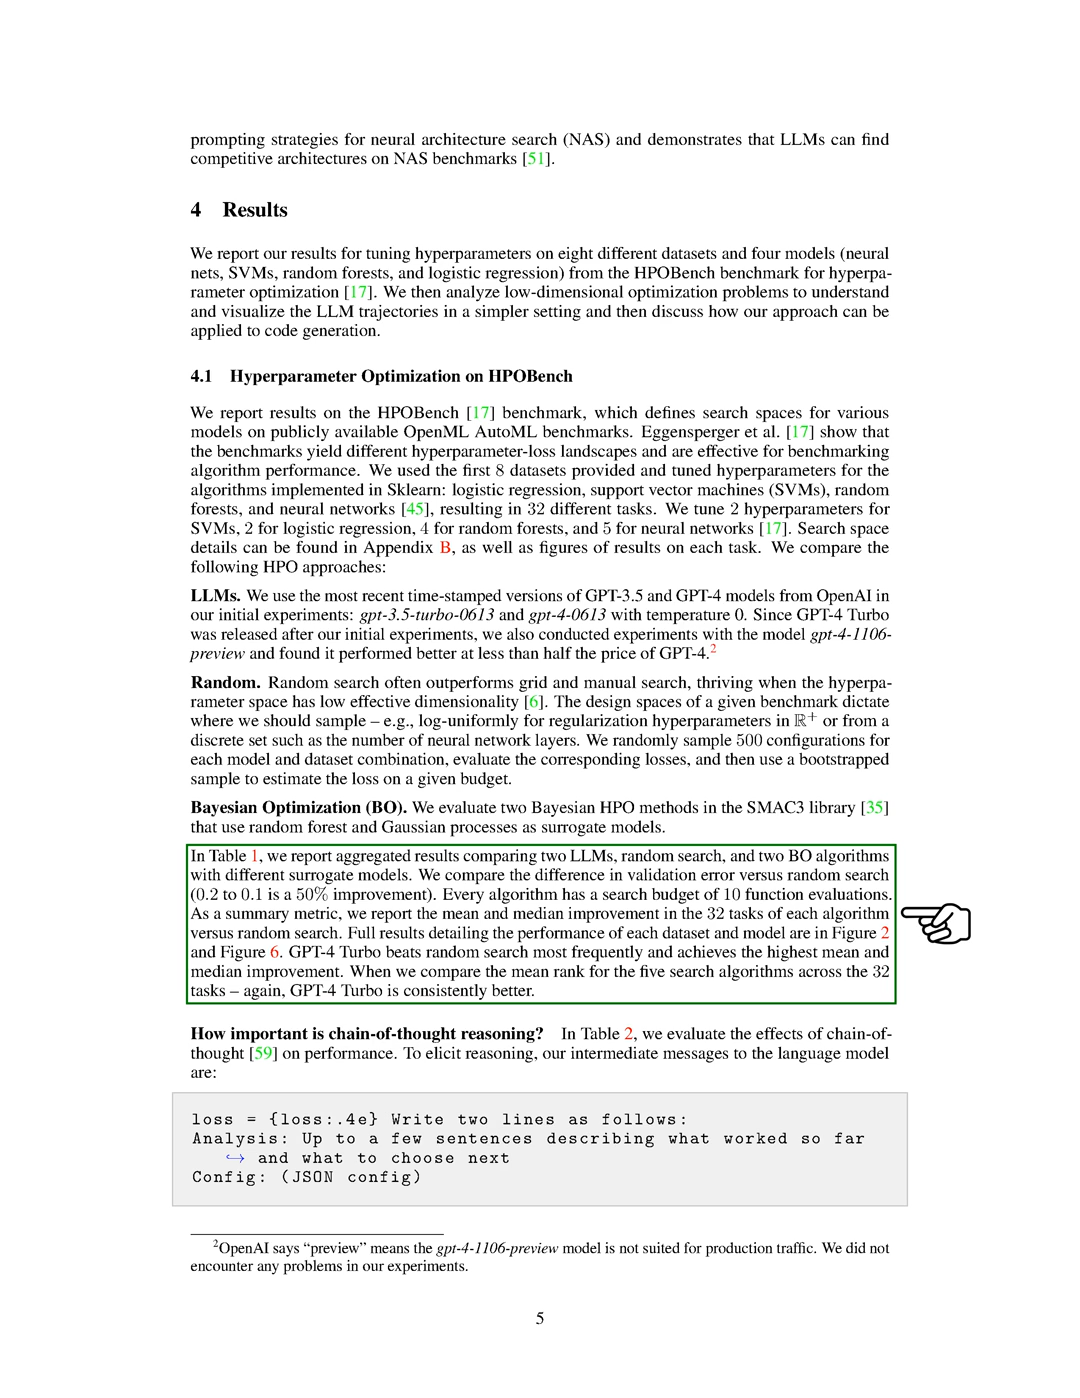 prompting strategies for neural architecture search (NAS) and demonstrates that LLMs can find
competitive architectures on NAS benchmarks [51].
4 Results
We report our results for tuning hyperparameters on eight different datasets and four models (neural
nets, SVMs, random forests, and logistic regression) from the HPOBench benchmark for hyperpa-
rameter optimization [17]. We then analyze low-dimensional optimization problems to understand
and visualize the LLM trajectories in a simpler setting and then discuss how our approach can be
applied to code generation.
4.1 Hyperparameter Optimization on HPOBench
We report results on the HPOBench [17] benchmark, which defines search spaces for various
models on publicly available OpenML AutoML benchmarks. Eggensperger et al. [17] show that
the benchmarks yield different hyperparameter-loss landscapes and are effective for benchmarking
algorithm performance. We used the first 8 datasets provided and tuned hyperparameters for the
algorithms implemented in Sklearn: logistic regression, support vector machines (SVMs), random
forests, and neural networks [45], resulting in 32 different tasks. We tune 2 hyperparameters for
SVMs, 2 for logistic regression, 4 for random forests, and 5 for neural networks [17]. Search space
details can be found in Appendix B, as well as figures of results on each task. We compare the
following HPO approaches:
LLMs. We use the most recent time-stamped versions of GPT-3.5 and GPT-4 models from OpenAI in
our initial experiments: gpt-3.5-turbo-0613 and gpt-4-0613 with temperature 0. Since GPT-4 Turbo
was released after our initial experiments, we also conducted experiments with the model gpt-4-1106-
preview and found it performed better at less than half the price of GPT-4.²
Random. Random search often outperforms grid and manual search, thriving when the hyperpa-
rameter space has low effective dimensionality [6]. The design spaces of a given benchmark dictate
where we should sample – e.g., log-uniformly for regularization hyperparameters in ℝ⁺ or from a
discrete set such as the number of neural network layers. We randomly sample 500 configurations for
each model and dataset combination, evaluate the corresponding losses, and then use a bootstrapped
sample to estimate the loss on a given budget.
Bayesian Optimization (BO). We evaluate two Bayesian HPO methods in the SMAC3 library [35]
that use random forest and Gaussian processes as surrogate models.
In Table 1, we report aggregated results comparing two LLMs, random search, and two BO algorithms
with different surrogate models. We compare the difference in validation error versus random search
(0.2 to 0.1 is a 50% improvement). Every algorithm has a search budget of 10 function evaluations.
As a summary metric, we report the mean and median improvement in the 32 tasks of each algorithm
versus random search. Full results detailing the performance of each dataset and model are in Figure 2
and Figure 6. GPT-4 Turbo beats random search most frequently and achieves the highest mean and
median improvement. When we compare the mean rank for the five search algorithms across the 32
tasks – again, GPT-4 Turbo is consistently better.
How important is chain-of-thought reasoning? In Table 2, we evaluate the effects of chain-of-
thought [59] on performance. To elicit reasoning, our intermediate messages to the language model
are:
loss = {loss:.4e} Write two lines as follows:
Analysis: Up to a few sentences describing what worked so far
↪ and what to choose next
Config: (JSON config)
²OpenAI says “preview” means the gpt-4-1106-preview model is not suited for production traffic. We did not
encounter any problems in our experiments.
5